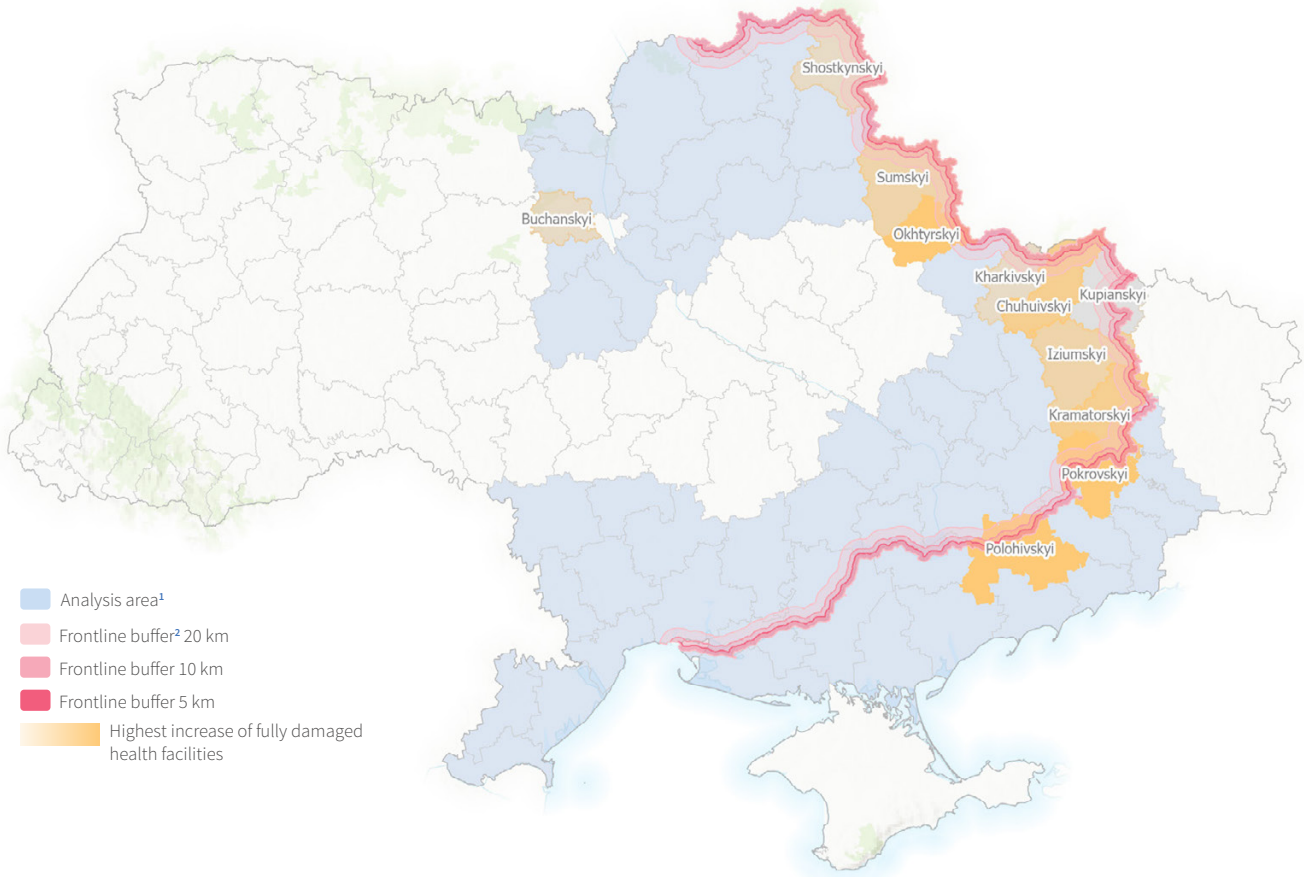 Shostkynskyi
Sumskyi
Buchanskyi
Okhtyrskyi
Kharkivskyi
Kupianskyi
Chuhuivskyi
Iziumskyi
Kramatorskyi
Pokrovskyi
Polohivskyi
Analysis area¹
Frontline buffer² 20 km
Frontline buffer 10 km
Frontline buffer 5 km
Highest increase of fully damaged
health facilities